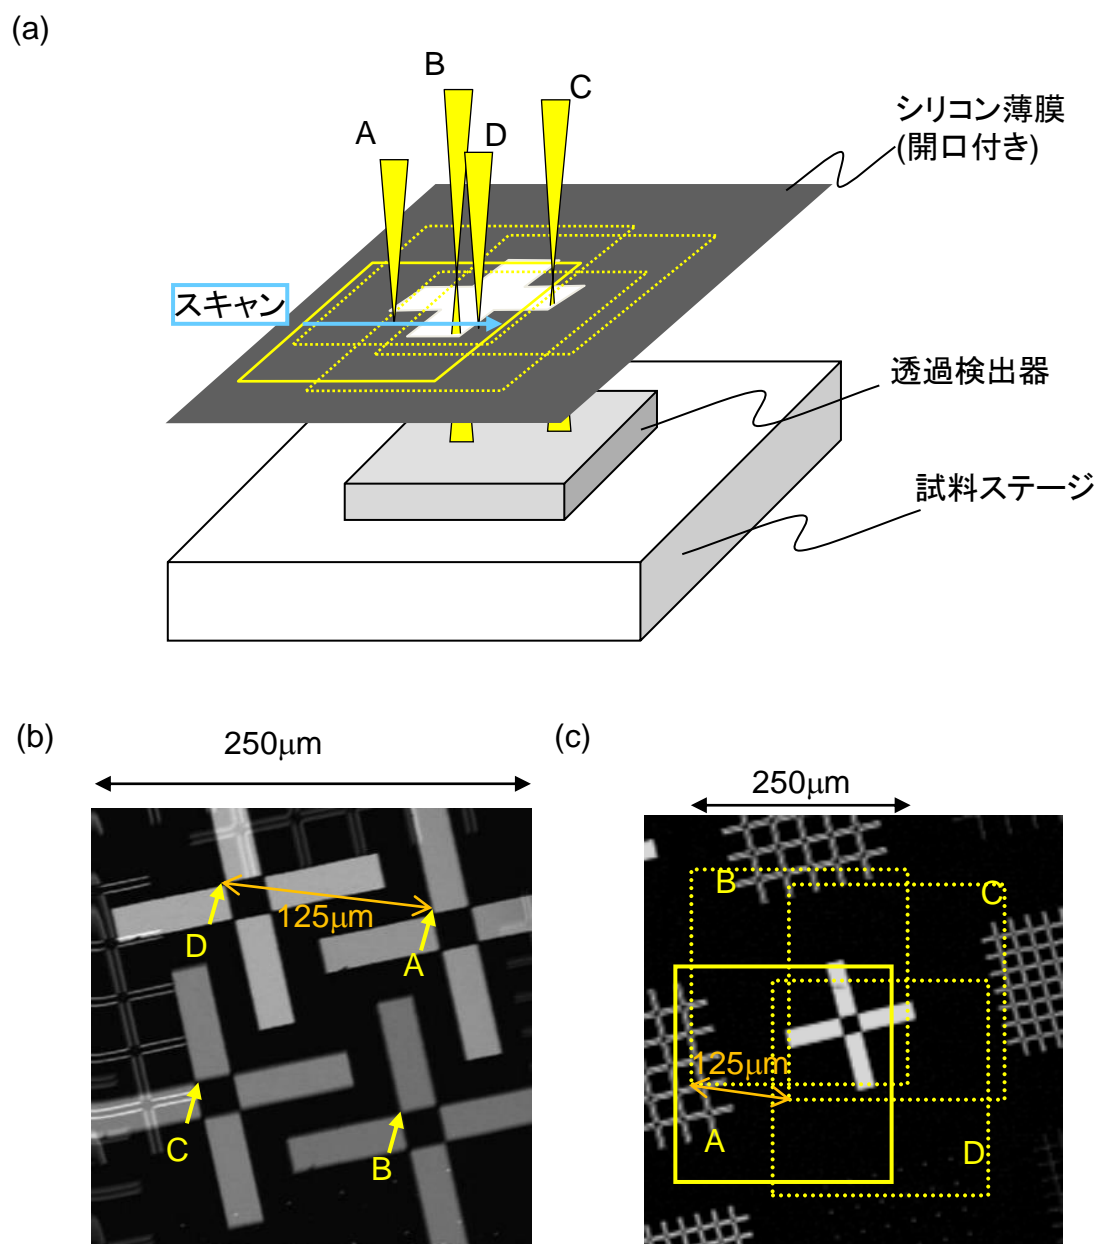 (a)
B
C
A
D
シリコン薄膜
(開口付き)
スキャン
透過検出器
試料ステージ
(b)
250μm
125μm
D
A
C
B
(c)
250μm
B
C
125μm
A
D